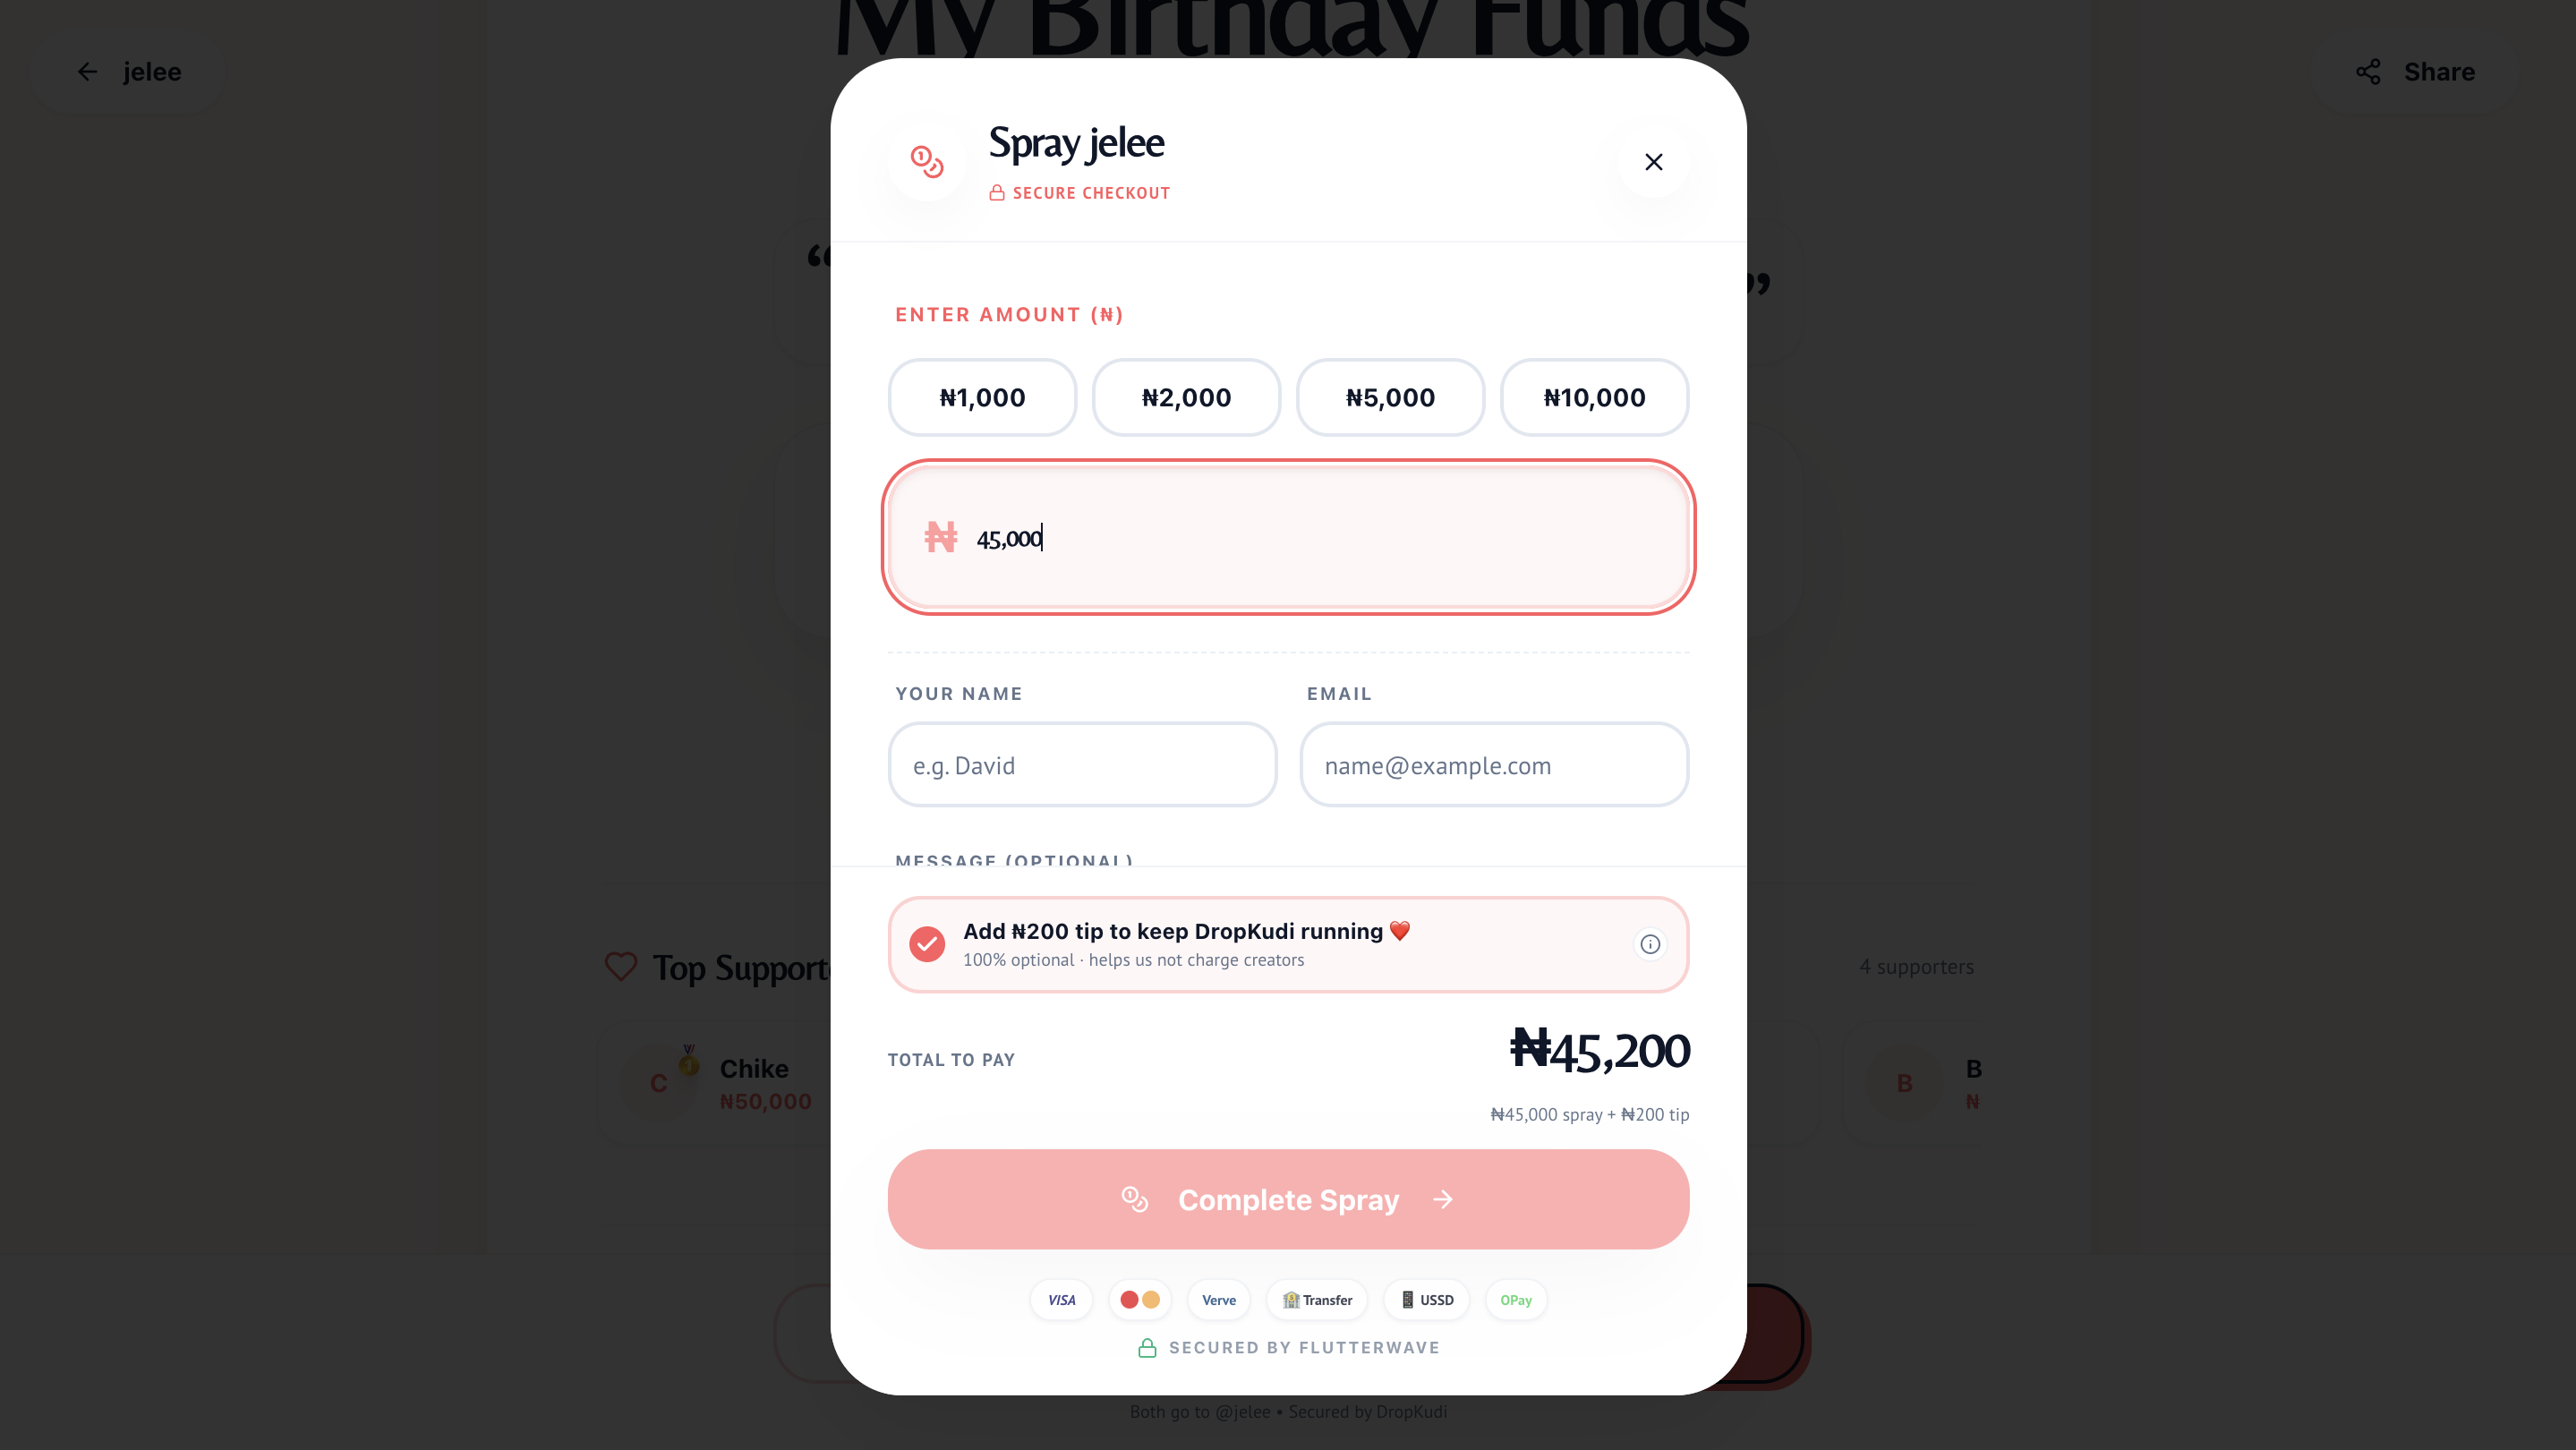 My Birthday Funds
jelee
Share
Spray jelee
SECURE CHECKOUT
“
”
ENTER AMOUNT (₦)
₦1,000
₦2,000
₦5,000
₦10,000
₦ 45,000
YOUR NAME
EMAIL
e.g. David
name@example.com
MESSAGE (OPTIONAL)
Add ₦200 tip to keep DropKudi running ❤️
100% optional · helps us not charge creators
Top Support
4 supporters
C
1
Chike
₦50,000
B
B
₦
TOTAL TO PAY
₦45,200
₦45,000 spray + ₦200 tip
Complete Spray →
VISA
Verve
Transfer
USSD
OPay
SECURED BY FLUTTERWAVE
Both go to @jelee • Secured by DropKudi